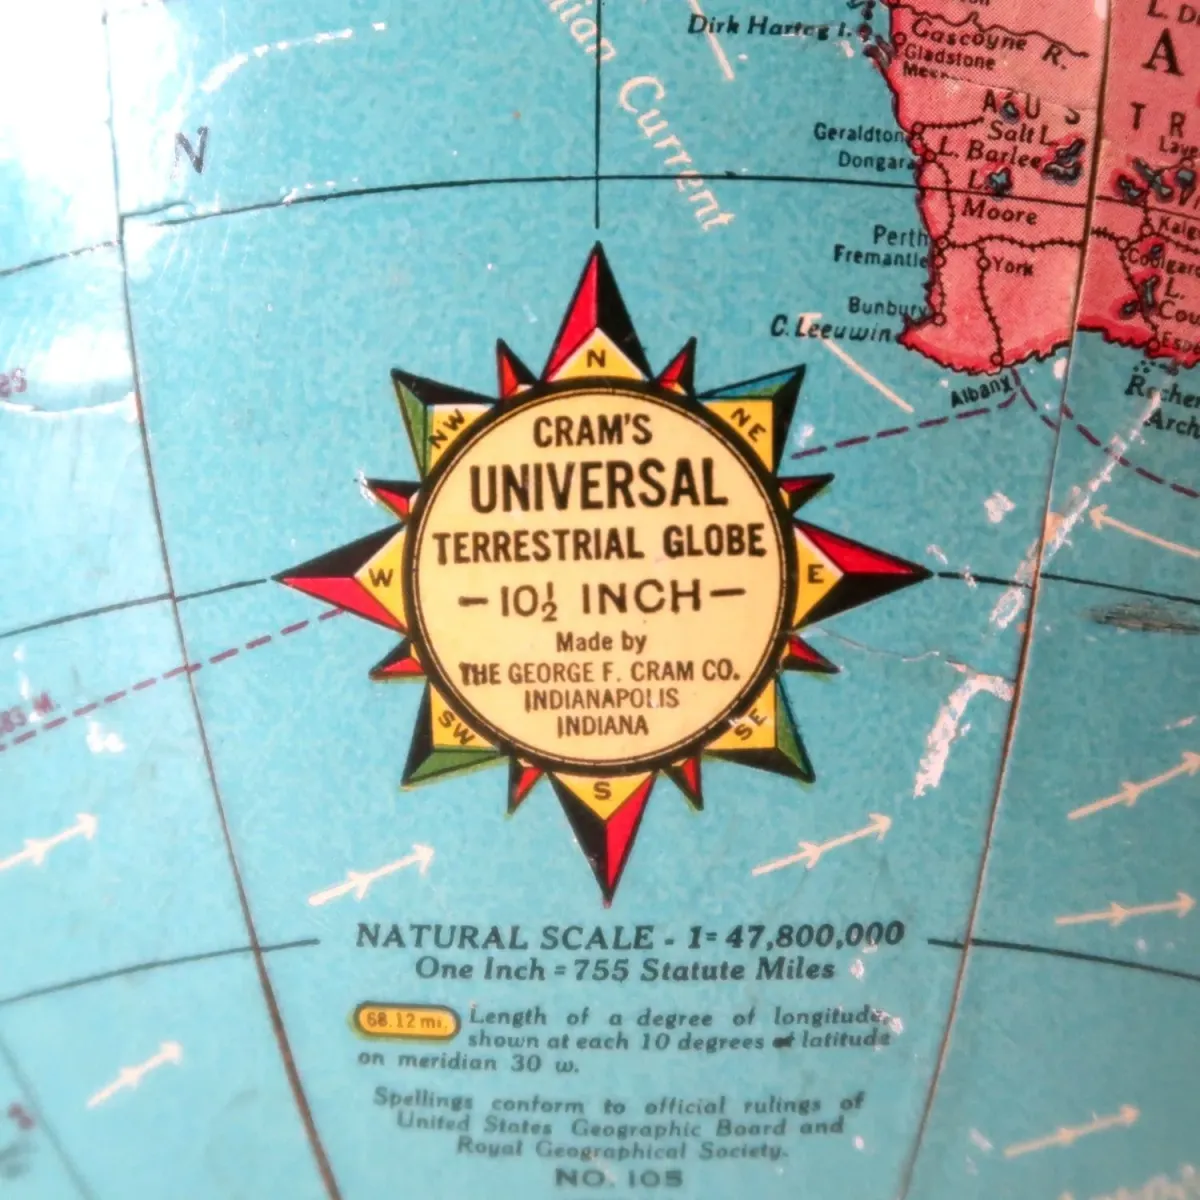 Dirk Hartog I.
Gascoyne R.
Gladstone
L.
A
Current
N
A U S
T R
Geraldton
Salt L.
Dongara
L. Barlee
L.
Moore
Perth
Fremantle
York
Coolgard
L.
Cou
Bunbury
C. Leeuwin
Espe
Albany
Arch
N
NW
NE
W
E
SW
SE
S
CRAM'S
UNIVERSAL
TERRESTRIAL GLOBE
- 10½ INCH -
Made by
THE GEORGE F. CRAM CO.
INDIANAPOLIS
INDIANA
NATURAL SCALE - 1=47,800,000
One Inch = 755 Statute Miles
68.12 mi. Length of a degree of longitude,
shown at each 10 degrees of latitude
on meridian 30 w.
Spellings conform to official rulings of
United States Geographic Board and
Royal Geographical Society.
NO. 105